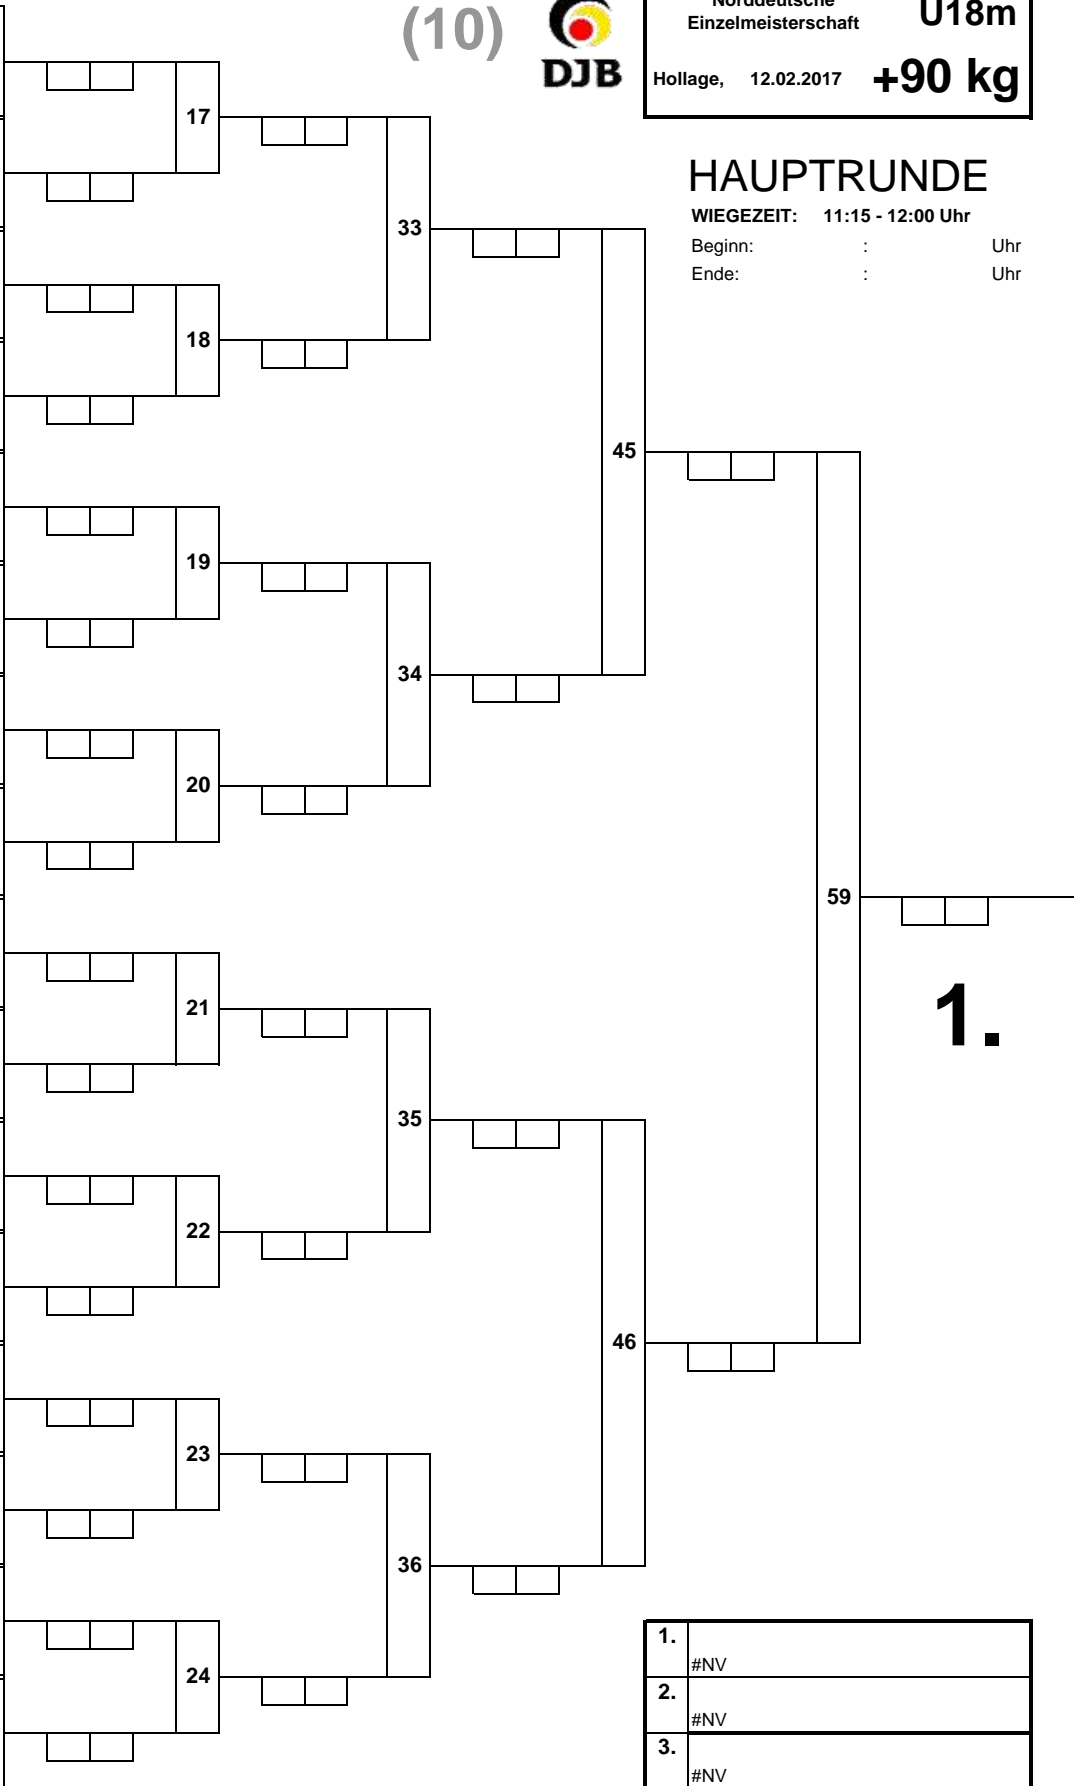 (10)
DJB
Norddeutsche
Einzelmeisterschaft
U18m
Hollage, 12.02.2017 +90 kg
HAUPTRUNDE
WIEGEZEIT: 11:15 - 12:00 Uhr
Beginn: : Uhr
Ende: : Uhr
17
33
18
45
19
34
20
59
1.
21
35
22
46
23
36
24
1.
#NV
2.
#NV
3.
#NV